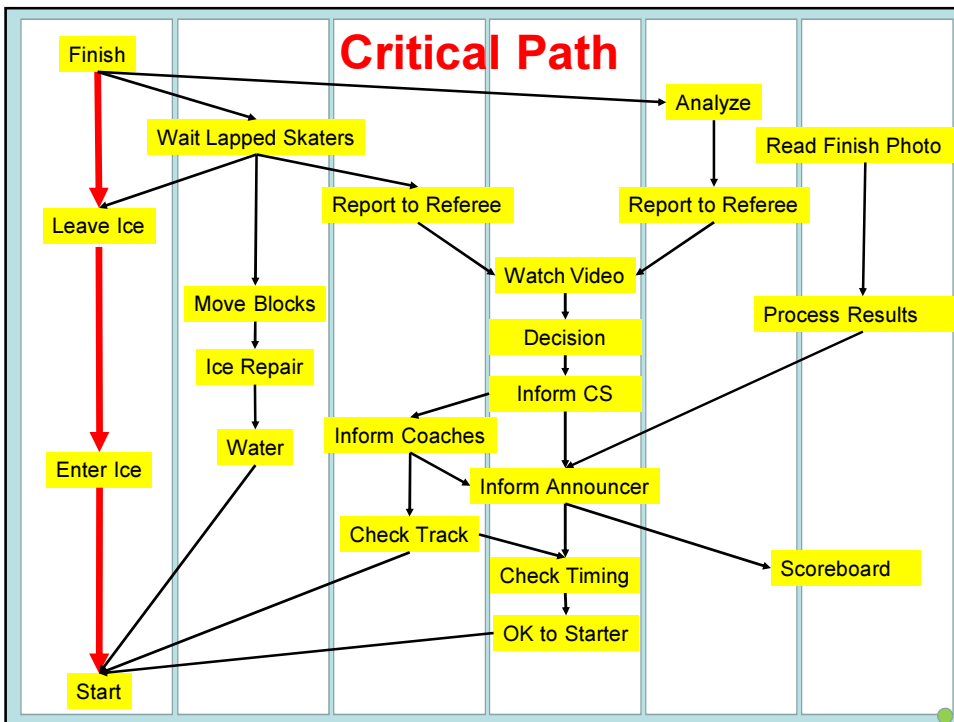 Critical Path
Finish
Analyze
Wait Lapped Skaters
Read Finish Photo
Report to Referee
Report to Referee
Leave Ice
Watch Video
Move Blocks
Process Results
Decision
Ice Repair
Inform CS
Inform Coaches
Water
Enter Ice
Inform Announcer
Check Track
Scoreboard
Check Timing
OK to Starter
Start